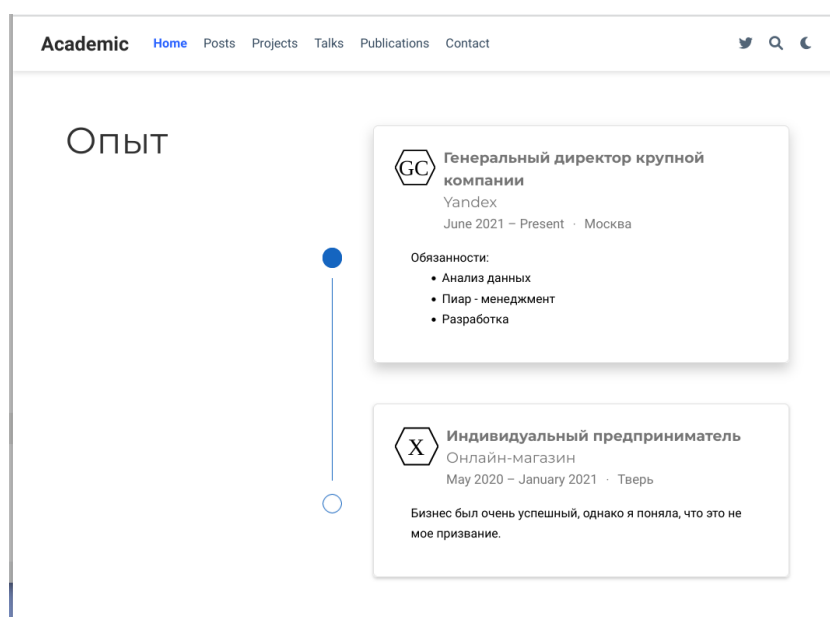 Academic Home Posts Projects Talks Publications Contact
Опыт
GC
Генеральный директор крупной
компании
Yandex
June 2021 – Present · Москва
Обязанности:
• Анализ данных
• Пиар - менеджмент
• Разработка
X
Индивидуальный предприниматель
Онлайн-магазин
May 2020 – January 2021 · Тверь
Бизнес был очень успешный, однако я поняла, что это не
мое призвание.